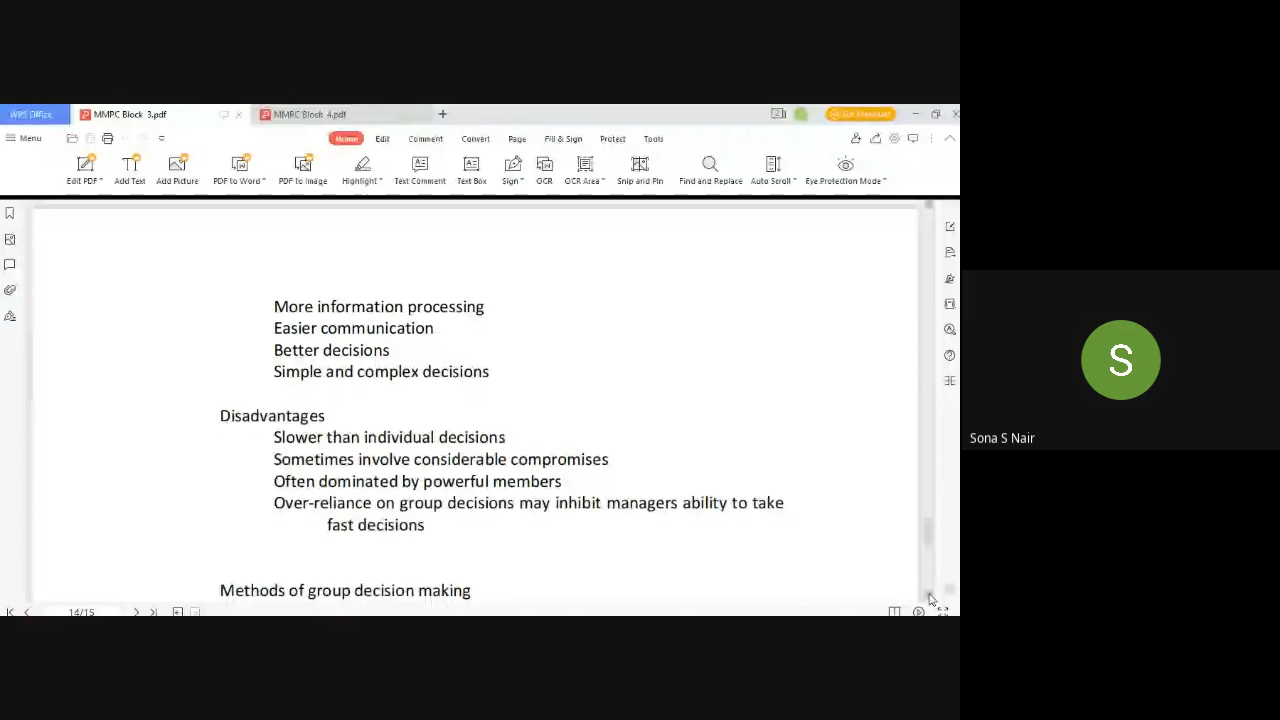 WPS Office
MMPC Block 3.pdf
MMPC Block 4.pdf
Menu
Home
Edit
Comment
Convert
Page
Fill & Sign
Protect
Tools
Edit PDF
Add Text
Add Picture
PDF to Word
PDF to Image
Highlight
Text Comment
Text Box
Sign
OCR
OCR Area
Snip and Pin
Find and Replace
Auto Scroll
Eye Protection Mode
More information processing
Easier communication
Better decisions
Simple and complex decisions
Disadvantages
Slower than individual decisions
Sometimes involve considerable compromises
Often dominated by powerful members
Over-reliance on group decisions may inhibit managers ability to take
fast decisions
Methods of group decision making
14/15
S
Sona S Nair